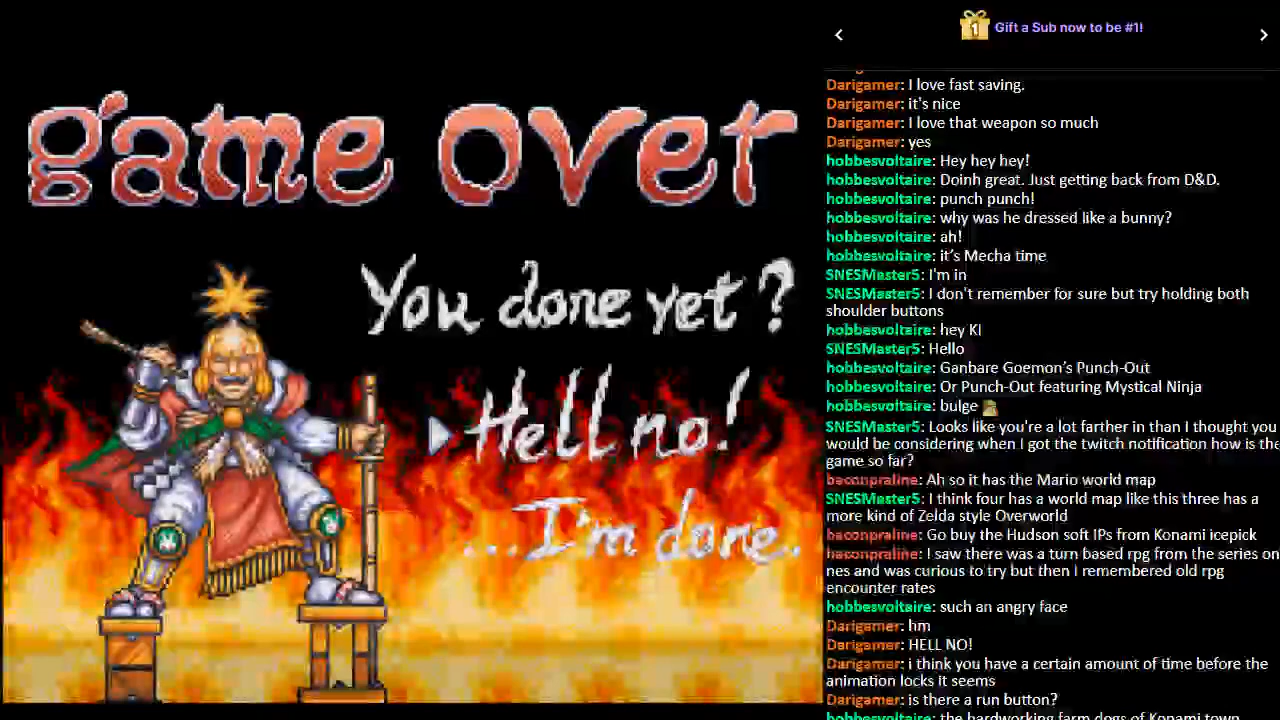 game over
You done yet?
Hell no!
...I'm done.
1
Gift a Sub now to be #1!
Darigamer: I love fast saving.
Darigamer: it's nice
Darigamer: I love that weapon so much
Darigamer: yes
hobbesvoltaire: Hey hey hey!
hobbesvoltaire: Doinh great. Just getting back from D&D.
hobbesvoltaire: punch punch!
hobbesvoltaire: why was he dressed like a bunny?
hobbesvoltaire: ah!
hobbesvoltaire: it's Mecha time
SNESMaster5: I'm in
SNESMaster5: I don't remember for sure but try holding both
shoulder buttons
hobbesvoltaire: hey KI
SNESMaster5: Hello
hobbesvoltaire: Ganbare Goemon's Punch-Out
hobbesvoltaire: Or Punch-Out featuring Mystical Ninja
hobbesvoltaire: bulge
SNESMaster5: Looks like you're a lot farther in than I thought you
would be considering when I got the twitch notification how is the
game so far?
baconpraline: Ah so it has the Mario world map
SNESMaster5: I think four has a world map like this three has a
more kind of Zelda style Overworld
baconpraline: Go buy the Hudson soft IPs from Konami icepick
baconpraline: I saw there was a turn based rpg from the series on
nes and was curious to try but then I remembered old rpg
encounter rates
hobbesvoltaire: such an angry face
Darigamer: hm
Darigamer: HELL NO!
Darigamer: i think you have a certain amount of time before the
animation locks it seems
Darigamer: is there a run button?
hobbesvoltaire: the hardworking farm dogs of Konami town